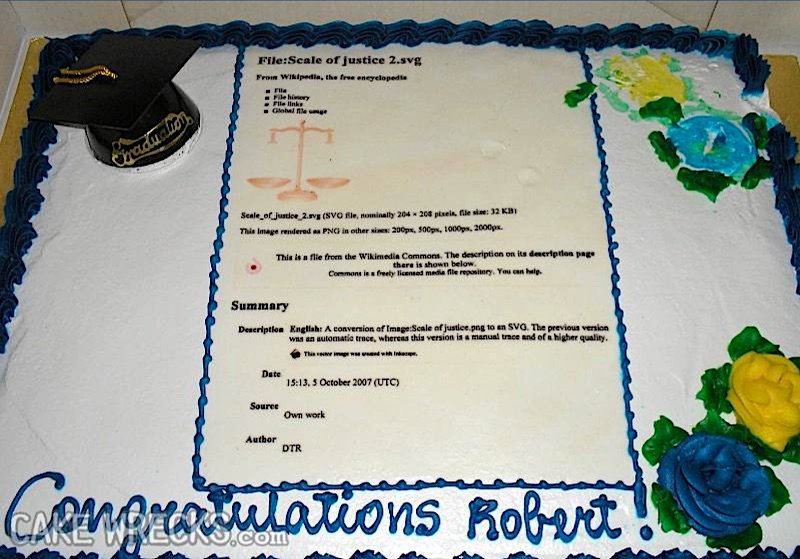 Graduation
File:Scale of justice 2.svg
From Wikipedia, the free encyclopedia
File
File history
File links
Global file usage
Scale_of_justice_2.svg (SVG file, nominally 204 × 208 pixels, file size: 32 KB)
This image rendered as PNG in other sizes: 200px, 500px, 1000px, 2000px.
This is a file from the Wikimedia Commons. The description on its description page
there is shown below.
Commons is a freely licensed media file repository. You can help.
Summary
Description English: A conversion of Image:Scale of justice.png to an SVG. The previous version
was an automatic trace, whereas this version is a manual trace and of a higher quality.
This vector image was created with Inkscape.
Date
15:13, 5 October 2007 (UTC)
Source
Own work
Author
DTR
Congratulations Robert!
CAKE WRECKS.com